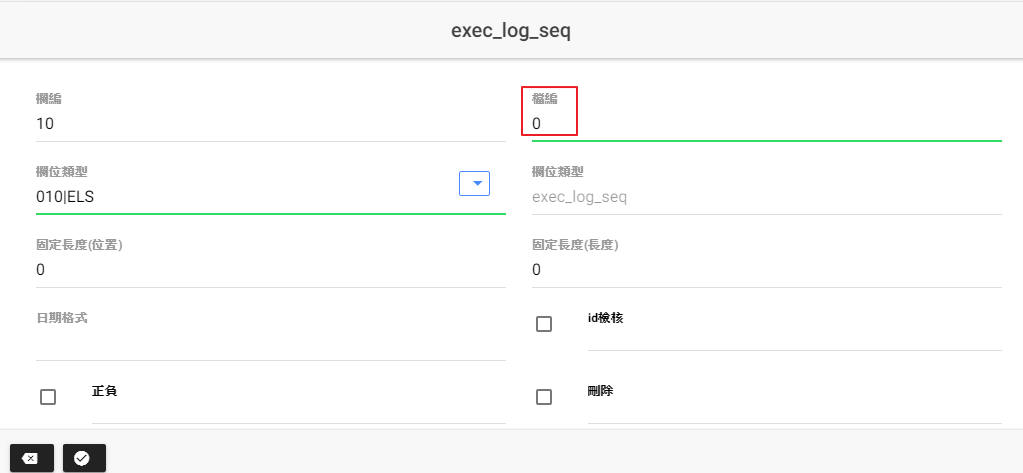 exec_log_seq
欄編
檔編
10
0
欄位類型
欄位類型
010|ELS
exec_log_seq
固定長度(位置)
固定長度(長度)
0
0
日期格式
id檢核
正負
刪除